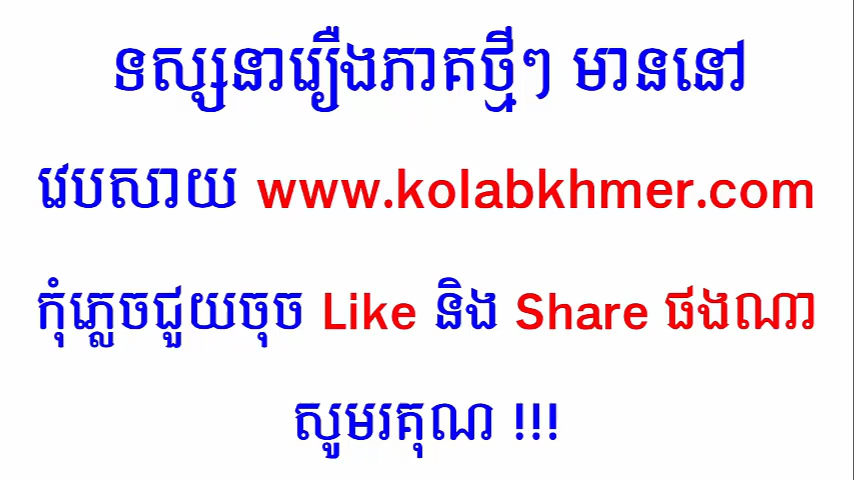 ទស្សនារឿងភាគថ្មីៗ មាននៅ
វេបសាយ www.kolabkhmer.com
កុំភ្លេចជួយចុច Like និង Share ផងណា
សូមរគុណ !!!